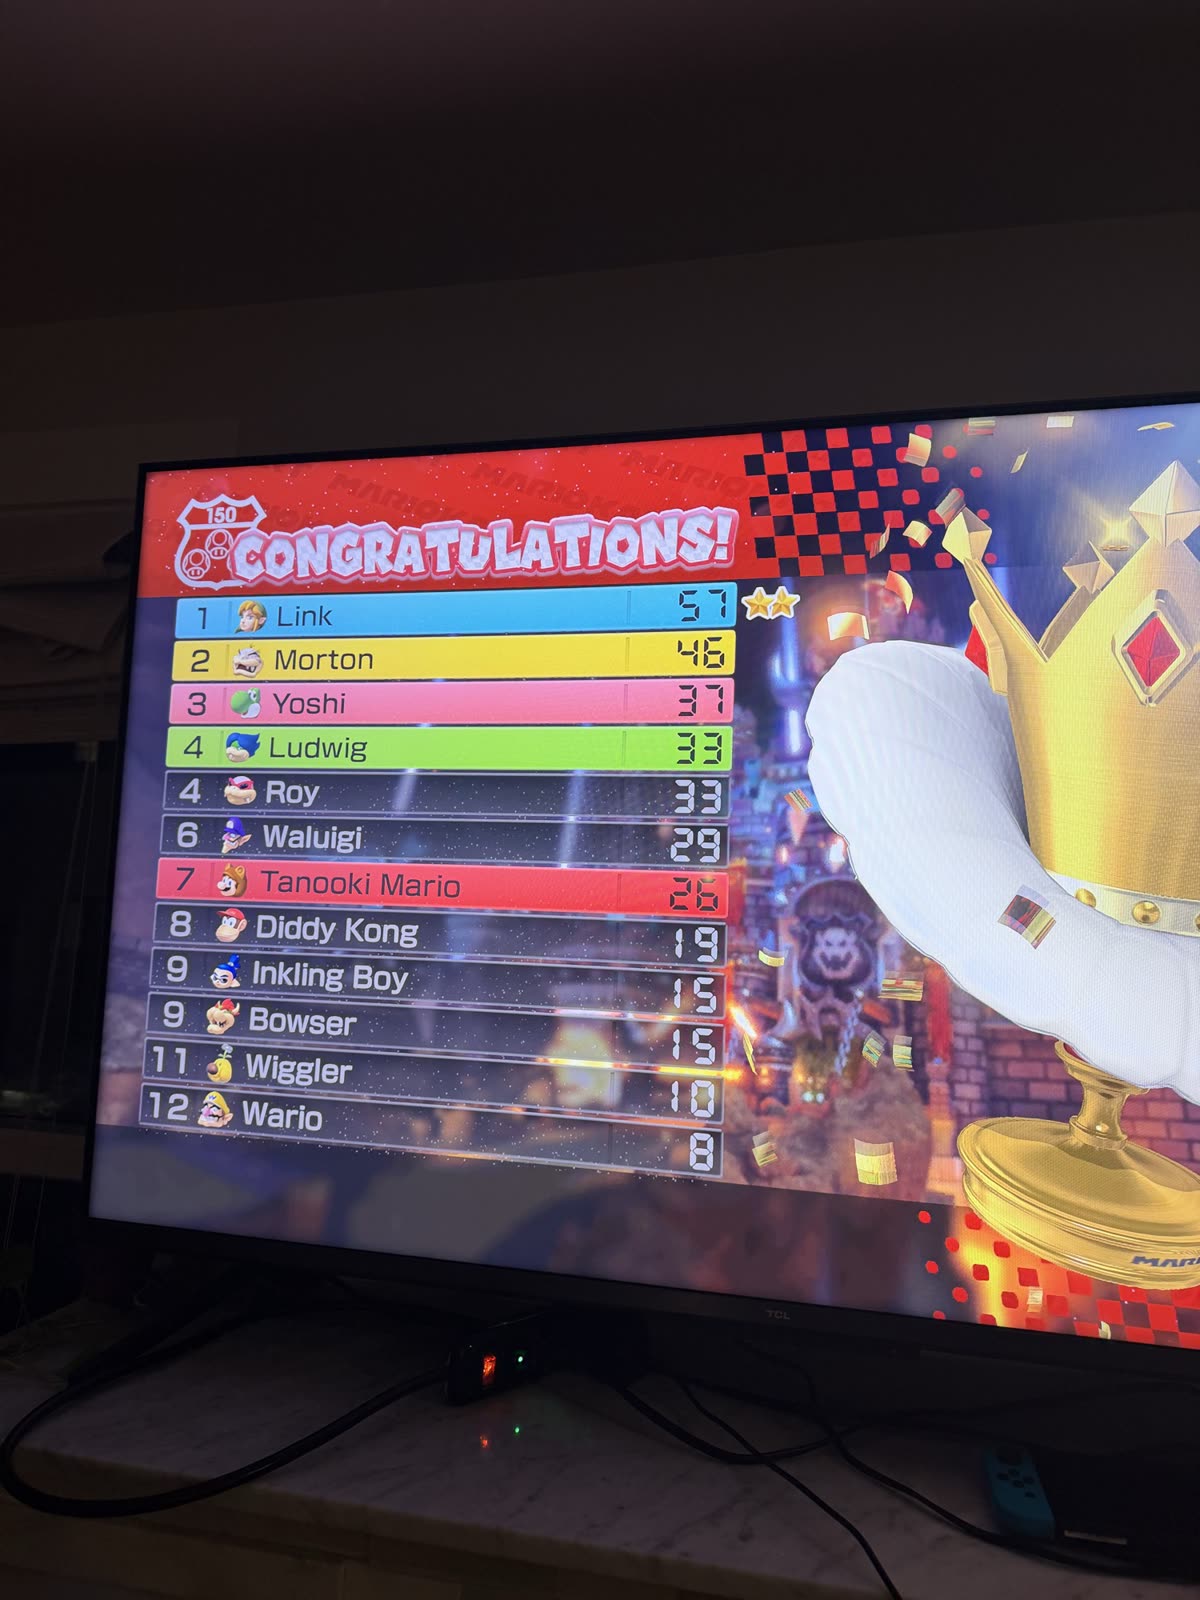 150
CONGRATULATIONS!
1 Link 57
2 Morton 46
3 Yoshi 37
4 Ludwig 33
4 Roy 33
6 Waluigi 29
7 Tanooki Mario 26
8 Diddy Kong 19
9 Inkling Boy 15
9 Bowser 15
11 Wiggler 10
12 Wario 8
MARI
TCL